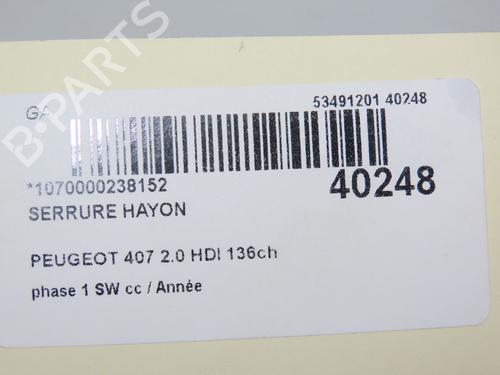 GA
53491201 40248
*1070000238152
40248
SERRURE HAYON
PEUGEOT 407 2.0 HDI 136ch
phase 1 SW cc / Année
B-PARTS